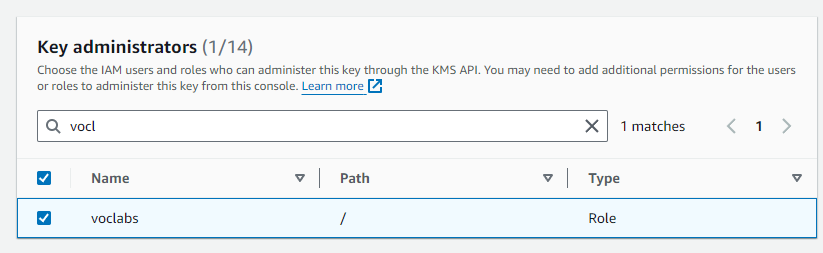 Key administrators (1/14)
Choose the IAM users and roles who can administer this key through the KMS API. You may need to add additional permissions for the users
or roles to administer this key from this console. Learn more
vocl
1 matches
1
Name Path Type
voclabs / Role